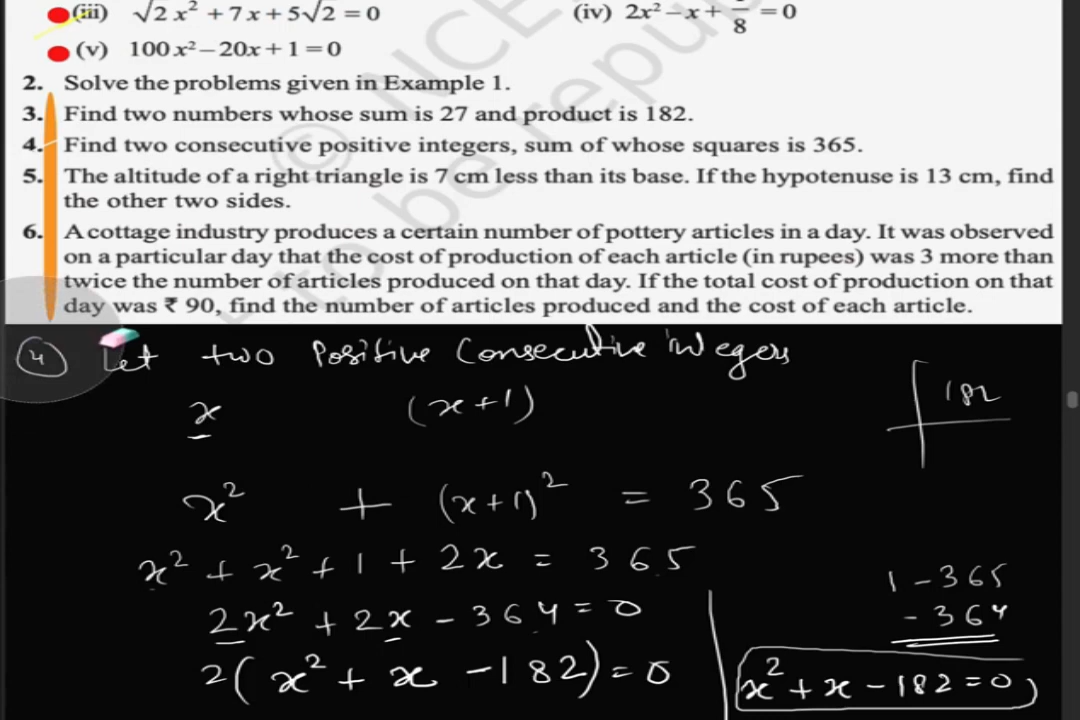 (iii) √2 x² + 7x + 5√2 = 0 (iv) 2x² – x + 1/8 = 0
(v) 100 x² – 20x + 1 = 0
2. Solve the problems given in Example 1.
3. Find two numbers whose sum is 27 and product is 182.
4. Find two consecutive positive integers, sum of whose squares is 365.
5. The altitude of a right triangle is 7 cm less than its base. If the hypotenuse is 13 cm, find
the other two sides.
6. A cottage industry produces a certain number of pottery articles in a day. It was observed
on a particular day that the cost of production of each article (in rupees) was 3 more than
twice the number of articles produced on that day. If the total cost of production on that
day was ₹ 90, find the number of articles produced and the cost of each article.
© NCE
to be repu
4 Let two Positive Consecutive integers
x (x+1)
182
x² + (x+1)² = 365
x² + x² + 1 + 2x = 365
1 - 365
2x² + 2x - 364 = 0
- 364
2(x² + x - 182) = 0
x² + x - 182 = 0